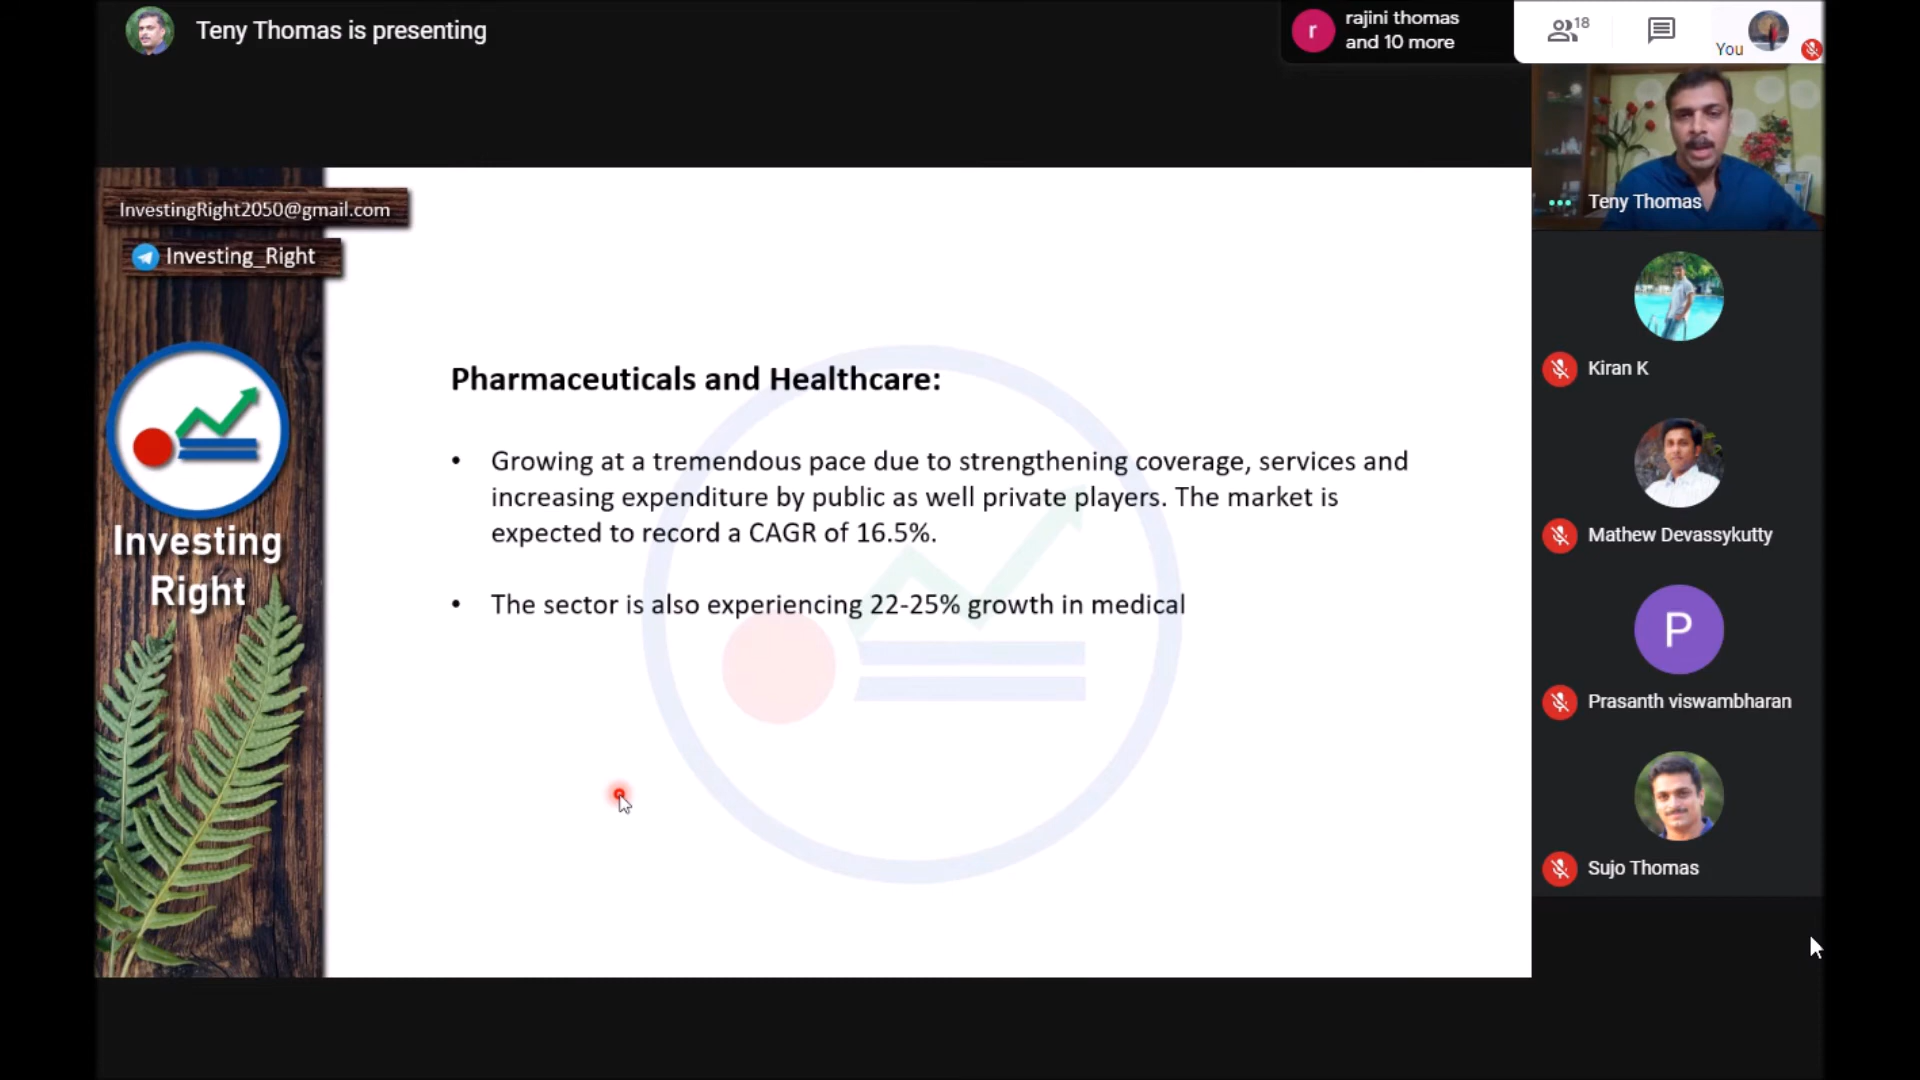 Teny Thomas is presenting
r
rajini thomas
and 10 more
18
You
InvestingRight2050@gmail.com
Investing_Right
Investing
Right
Pharmaceuticals and Healthcare:
• Growing at a tremendous pace due to strengthening coverage, services and
increasing expenditure by public as well private players. The market is
expected to record a CAGR of 16.5%.
• The sector is also experiencing 22-25% growth in medical
Teny Thomas
Kiran K
Mathew Devassykutty
P
Prasanth viswambharan
Sujo Thomas